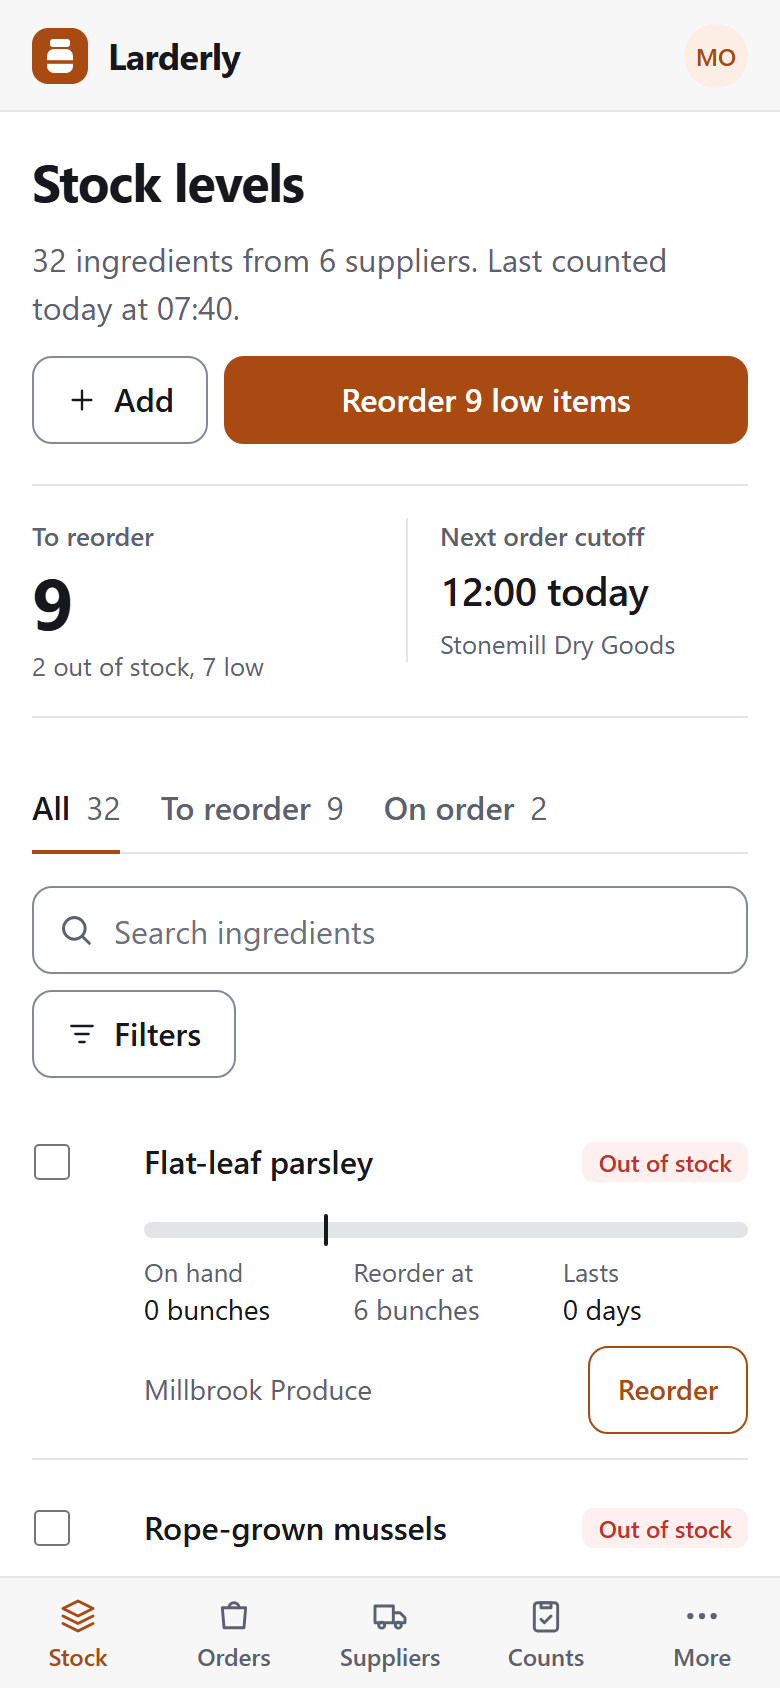 Larderly
MO
Stock levels
32 ingredients from 6 suppliers. Last counted
today at 07:40.
Add
Reorder 9 low items
To reorder
9
2 out of stock, 7 low
Next order cutoff
12:00 today
Stonemill Dry Goods
All 32
To reorder 9
On order 2
Search ingredients
Filters
Flat-leaf parsley
Out of stock
On hand
0 bunches
Reorder at
6 bunches
Lasts
0 days
Millbrook Produce
Reorder
Rope-grown mussels
Out of stock
Stock
Orders
Suppliers
Counts
More